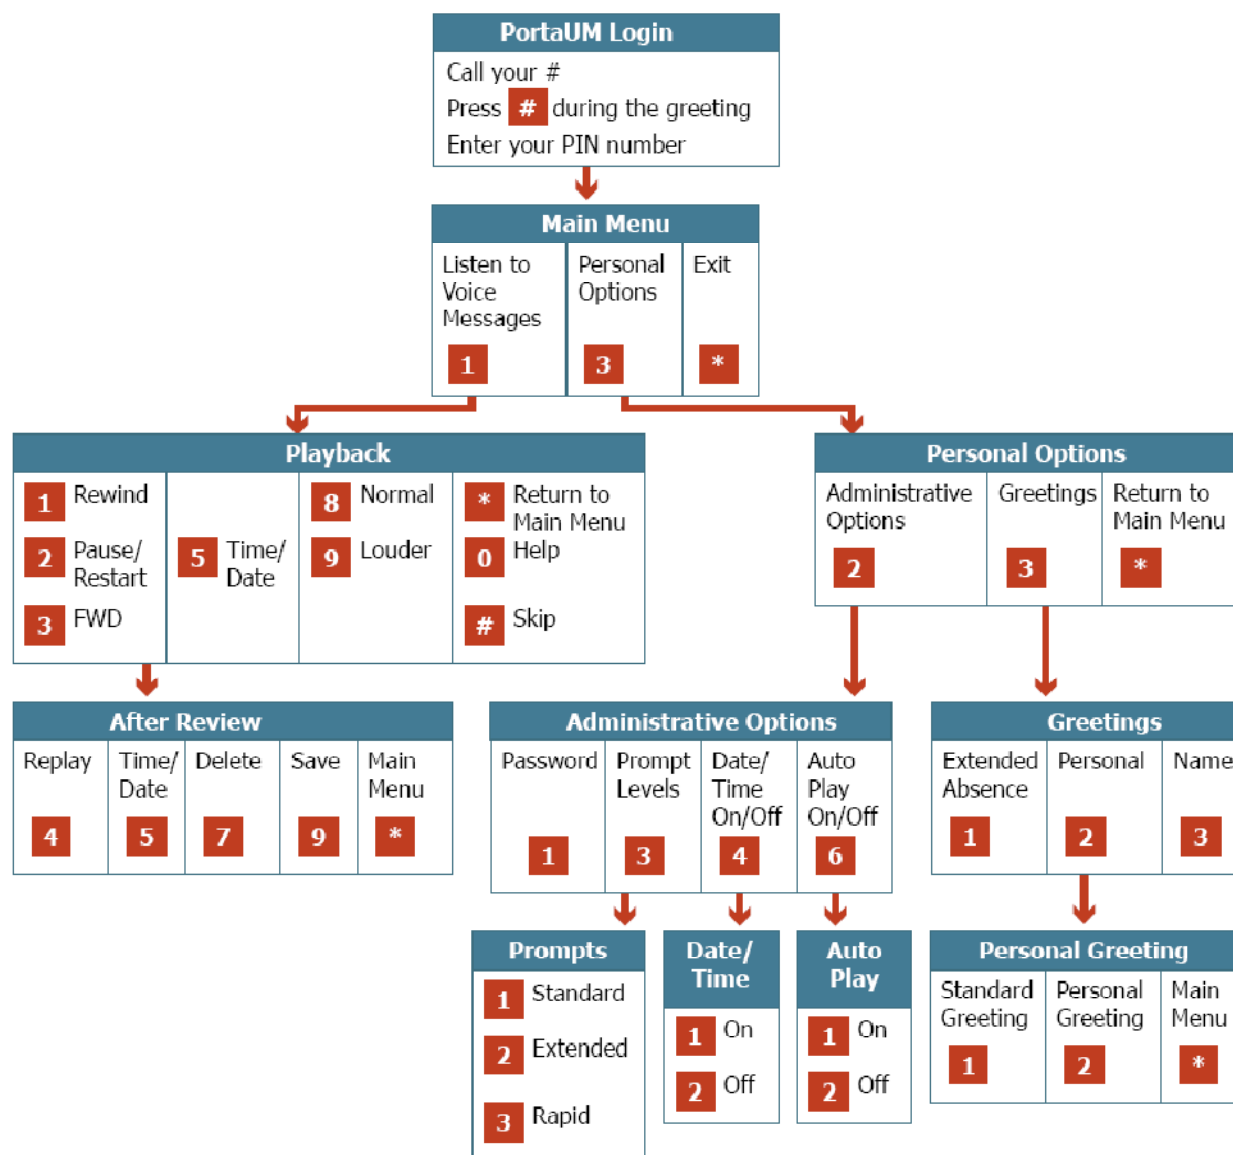 PortaUM Login
Call your #
Press # during the greeting
Enter your PIN number
Main Menu
Listen to
Voice
Messages
1
Personal
Options
3
Exit
*
Playback
1 Rewind
2 Pause/
Restart
3 FWD
5 Time/
Date
8 Normal
9 Louder
* Return to
Main Menu
0 Help
# Skip
Personal Options
Administrative
Options
2
Greetings
3
Return to
Main Menu
*
After Review
Replay
4
Time/
Date
5
Delete
7
Save
9
Main
Menu
*
Administrative Options
Password
1
Prompt
Levels
3
Date/
Time
On/Off
4
Auto
Play
On/Off
6
Greetings
Extended
Absence
1
Personal
2
Name
3
Prompts
1 Standard
2 Extended
3 Rapid
Date/
Time
1 On
2 Off
Auto
Play
1 On
2 Off
Personal Greeting
Standard
Greeting
1
Personal
Greeting
2
Main
Menu
*